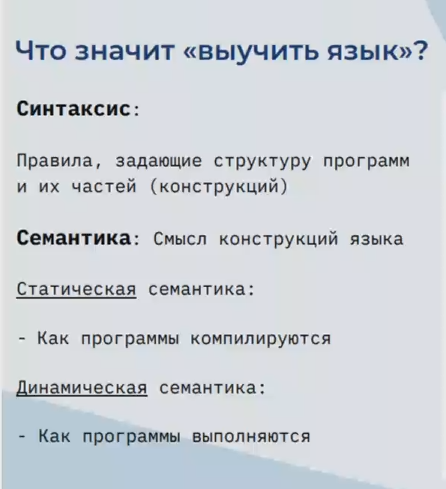 Что значит «выучить язык»?
Синтаксис:
Правила, задающие структуру программ
и их частей (конструкций)
Семантика: Смысл конструкций языка
Статическая семантика:
- Как программы компилируются
Динамическая семантика:
- Как программы выполняются